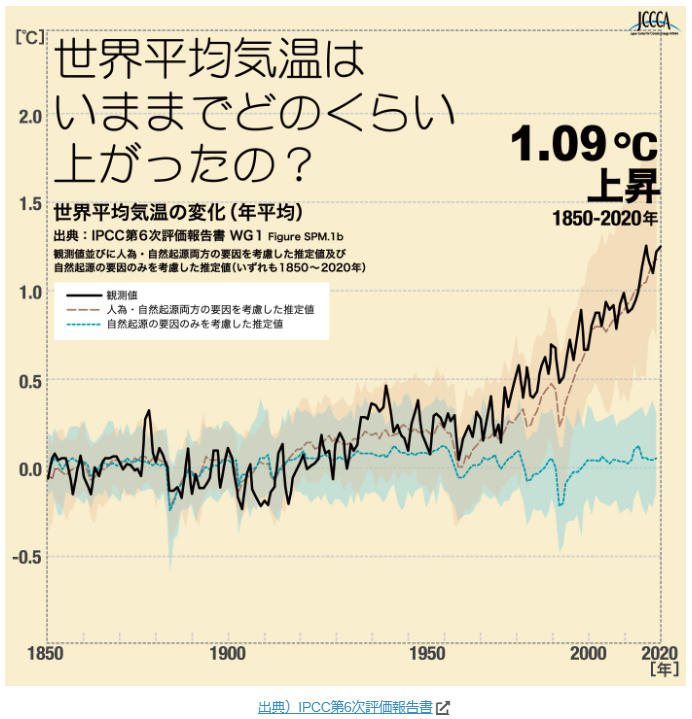 JCCCA
[℃]
世界平均気温は
いままでどのくらい
上がったの？
1.09℃
上昇
1850-2020年
世界平均気温の変化（年平均）
出典：IPCC第6次評価報告書 WG1 Figure SPM.1b
観測値並びに人為・自然起源両方の要因を考慮した推定値及び
自然起源の要因のみを考慮した推定値（いずれも1850～2020年）
観測値
人為・自然起源両方の要因を考慮した推定値
自然起源の要因のみを考慮した推定値
2.0
1.5
1.0
0.5
0.0
-0.5
1850 1900 1950 2000 2020
[年]
出典）IPCC第6次評価報告書